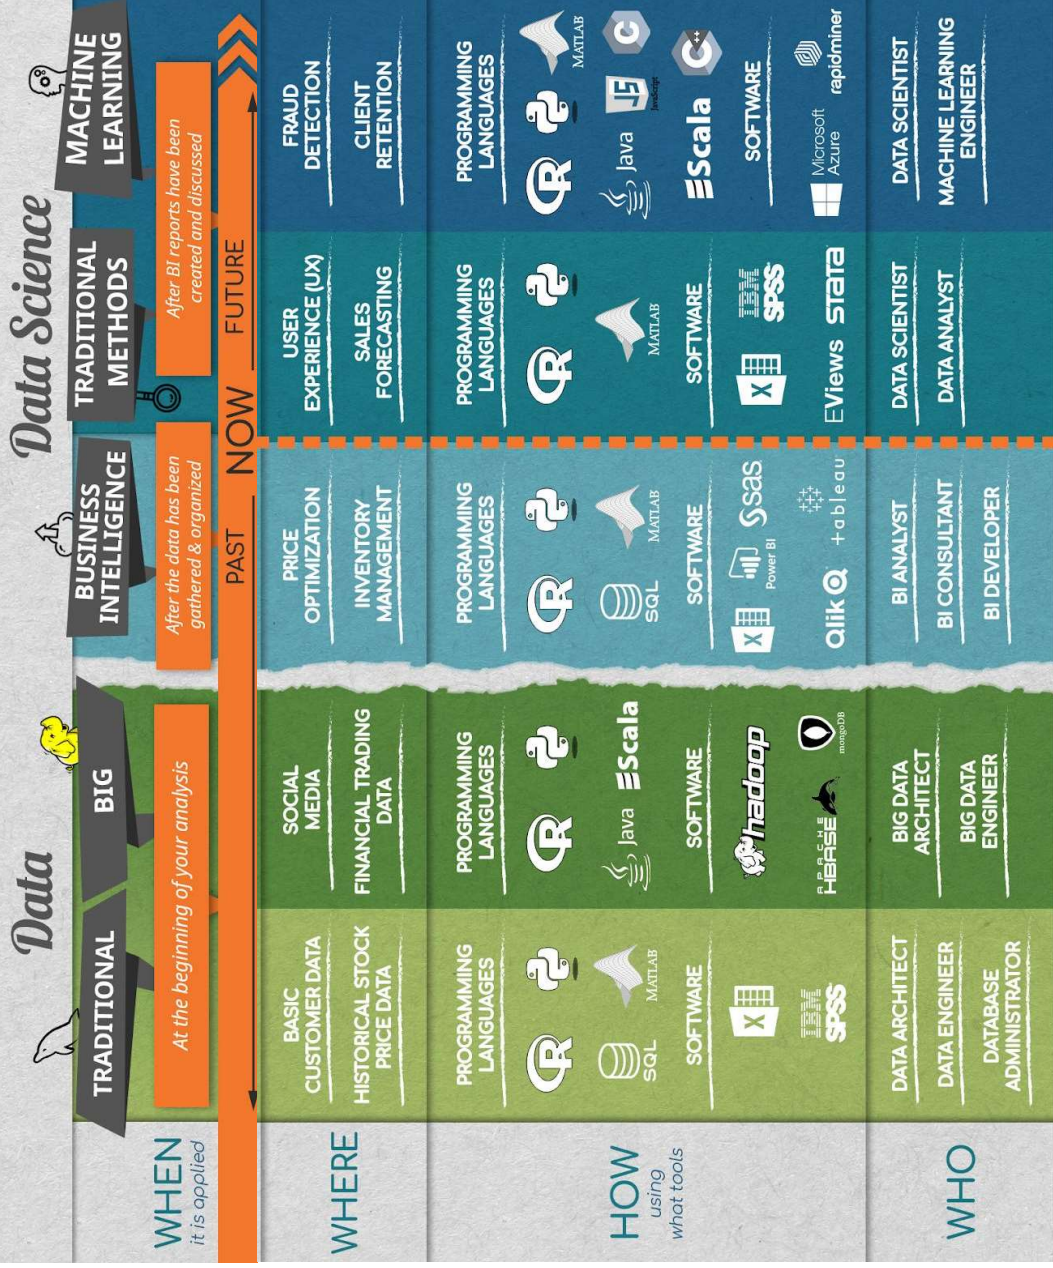 Data
Data Science
TRADITIONAL
BIG
BUSINESS
INTELLIGENCE
TRADITIONAL
METHODS
MACHINE
LEARNING
WHEN
it is applied
At the beginning of your analysis
After the data has been
gathered & organized
After BI reports have been
created and discussed
PAST
NOW
FUTURE
WHERE
BASIC
CUSTOMER DATA
HISTORICAL STOCK
PRICE DATA
SOCIAL
MEDIA
FINANCIAL TRADING
DATA
PRICE
OPTIMIZATION
INVENTORY
MANAGEMENT
USER
EXPERIENCE (UX)
SALES
FORECASTING
FRAUD
DETECTION
CLIENT
RETENTION
HOW
using
what tools
PROGRAMMING
LANGUAGES
R
SQL
MATLAB
SOFTWARE
X
IBM
SPSS
PROGRAMING
LANGUAGES
R
Java
Scala
SOFTWARE
hadoop
APACHE
HBASE
mongoDB
PROGRAMING
LANGUAGES
R
SQL
MATLAB
SOFTWARE
X
Power BI
sas
Qlik
+ableau
PROGRAMMING
LANGUAGES
R
MATLAB
SOFTWARE
X
IBM
SPSS
EViews
STATA
PROGRAMMING
LANGUAGES
R
MATLAB
Java
JS
JavaScript
C
Scala
C++
SOFTWARE
Microsoft
Azure
rapidminer
WHO
DATA ARCHITECT
DATA ENGINEER
DATABASE
ADMINISTRATOR
BIG DATA
ARCHITECT
BIG DATA
ENGINEER
BI ANALYST
BI CONSULTANT
BI DEVELOPER
DATA SCIENTIST
DATA ANALYST
DATA SCIENTIST
MACHINE LEARNING
ENGINEER